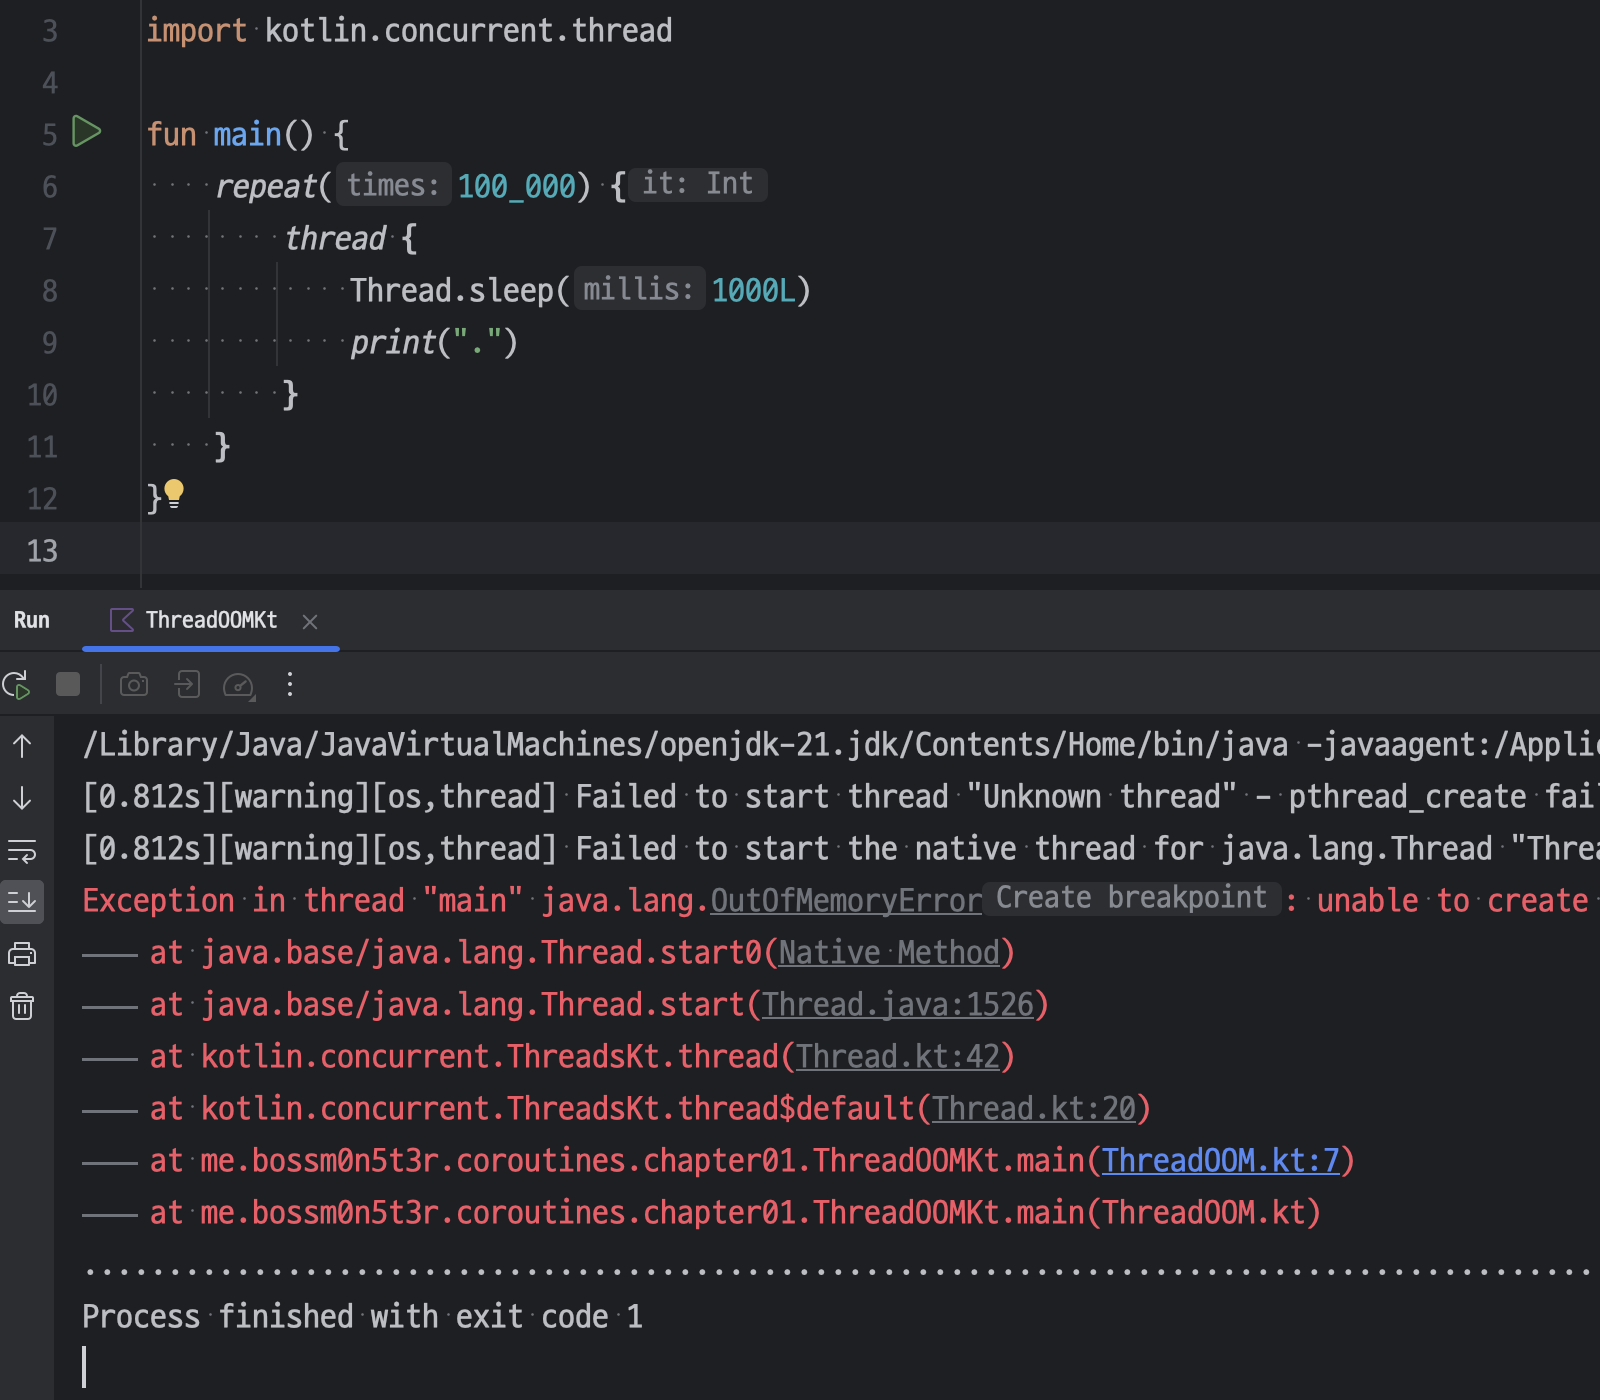 3 import kotlin.concurrent.thread
4
5 fun main() {
6 repeat( times: 100_000) { it: Int
7 thread {
8 Thread.sleep( millis: 1000L)
9 print(".")
10 }
11 }
12 }
13
Run ThreadOOMKt
/Library/Java/JavaVirtualMachines/openjdk-21.jdk/Contents/Home/bin/java -javaagent:/Applic
[0.812s][warning][os,thread] Failed to start thread "Unknown thread" - pthread_create fail
[0.812s][warning][os,thread] Failed to start the native thread for java.lang.Thread "Threa
Exception in thread "main" java.lang.OutOfMemoryError Create breakpoint : unable to create
at java.base/java.lang.Thread.start0(Native Method)
at java.base/java.lang.Thread.start(Thread.java:1526)
at kotlin.concurrent.ThreadsKt.thread(Thread.kt:42)
at kotlin.concurrent.ThreadsKt.thread$default(Thread.kt:20)
at me.bossm0n5t3r.coroutines.chapter01.ThreadOOMKt.main(ThreadOOM.kt:7)
at me.bossm0n5t3r.coroutines.chapter01.ThreadOOMKt.main(ThreadOOM.kt)
.........................................................................................
Process finished with exit code 1